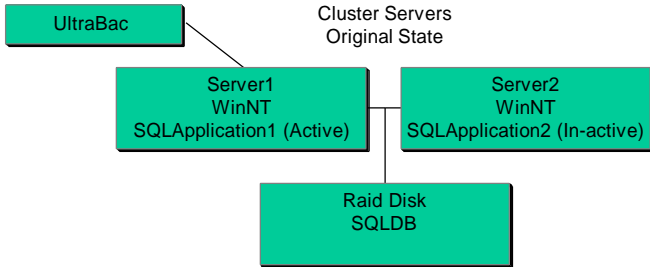 UltraBac
Cluster Servers
Original State
Server1
WinNT
SQLApplication1 (Active)
Server2
WinNT
SQLApplication2 (In-active)
Raid Disk
SQLDB